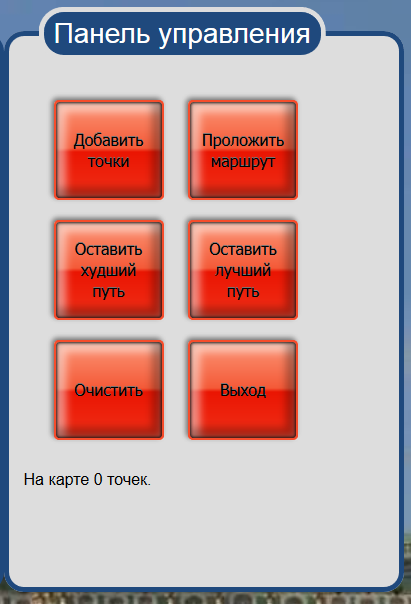 Панель управления
Добавить
точки
Проложить
маршрут
Оставить
худший
путь
Оставить
лучший
путь
Очистить
Выход
На карте 0 точек.